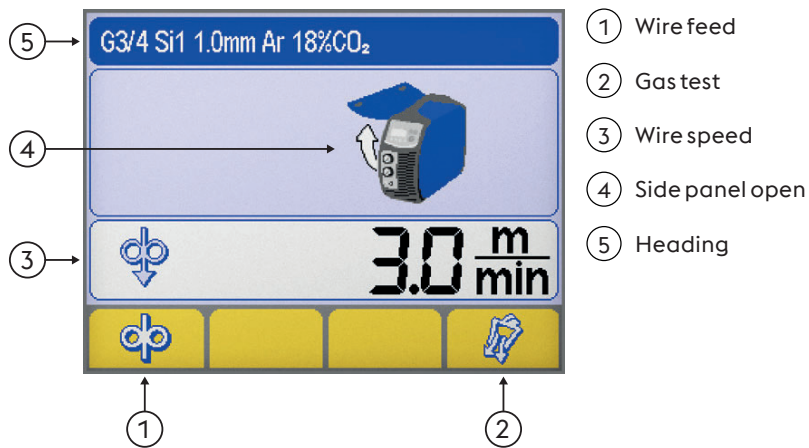 G3/4 Si1 1.0mm Ar 18%CO₂
3.0 m/min
1 Wire feed
2 Gas test
3 Wire speed
4 Side panel open
5 Heading
5
4
3
1
2